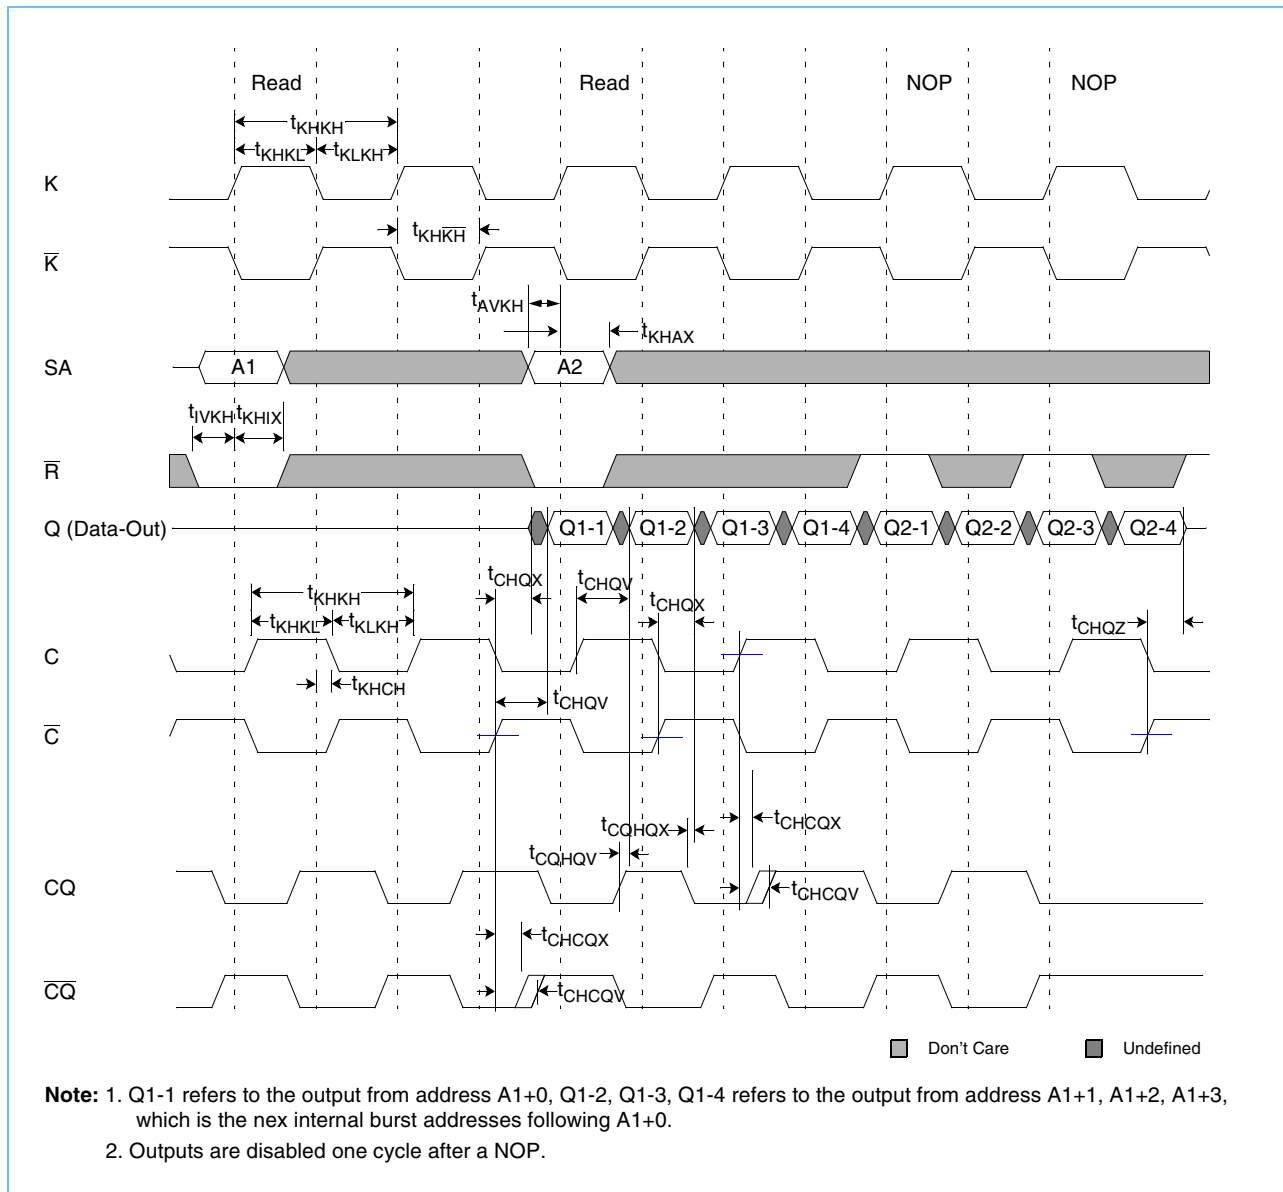 Read Read NOP NOP
tKHKH
tKHKL tKLKH
K
tKHK̅H̅
K̅
tAVKH
tKHAX
SA A1 A2
tIVKH tKHIX
R̅
Q (Data-Out) Q1-1 Q1-2 Q1-3 Q1-4 Q2-1 Q2-2 Q2-3 Q2-4
tCHQX tCHQV tCHQX
tKHKH
tKHKL tKLKH tCHQZ
C
tKHCH
tCHQV
C̅
tCHCQX
tCQHQX
tCQHQV
CQ tCHCQV
tCHCQX
C̅Q̅ tCHCQV
Don't Care Undefined
Note: 1. Q1-1 refers to the output from address A1+0, Q1-2, Q1-3, Q1-4 refers to the output from address A1+1, A1+2, A1+3,
which is the nex internal burst addresses following A1+0.
2. Outputs are disabled one cycle after a NOP.